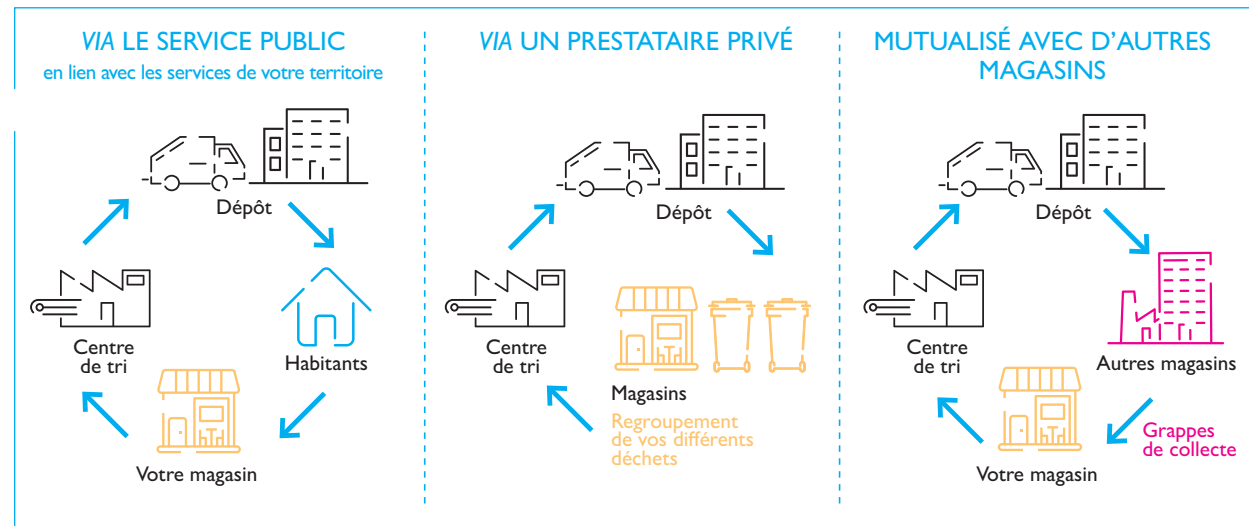 VIA LE SERVICE PUBLIC
en lien avec les services de votre territoire
Dépôt
Habitants
Votre magasin
Centre
de tri
VIA UN PRESTATAIRE PRIVÉ
Dépôt
Magasins
Regroupement
de vos différents
déchets
Centre
de tri
MUTUALISÉ AVEC D'AUTRES
MAGASINS
Dépôt
Autres magasins
Grappes
de collecte
Votre magasin
Centre
de tri